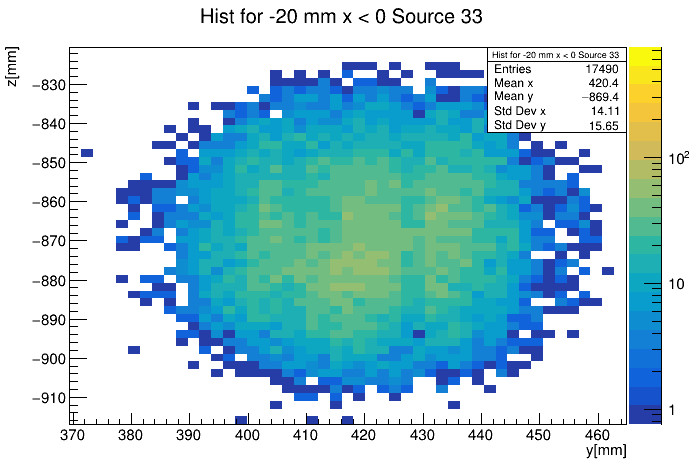 Hist for -20 mm x < 0 Source 33
z[mm]
Hist for -20 mm x < 0 Source 33
Entries 17490
Mean x 420.4
Mean y −869.4
Std Dev x 14.11
Std Dev y 15.65
−830
−840
−850
−860
−870
−880
−890
−900
−910
10²
10
1
370 380 390 400 410 420 430 440 450 460
y[mm]